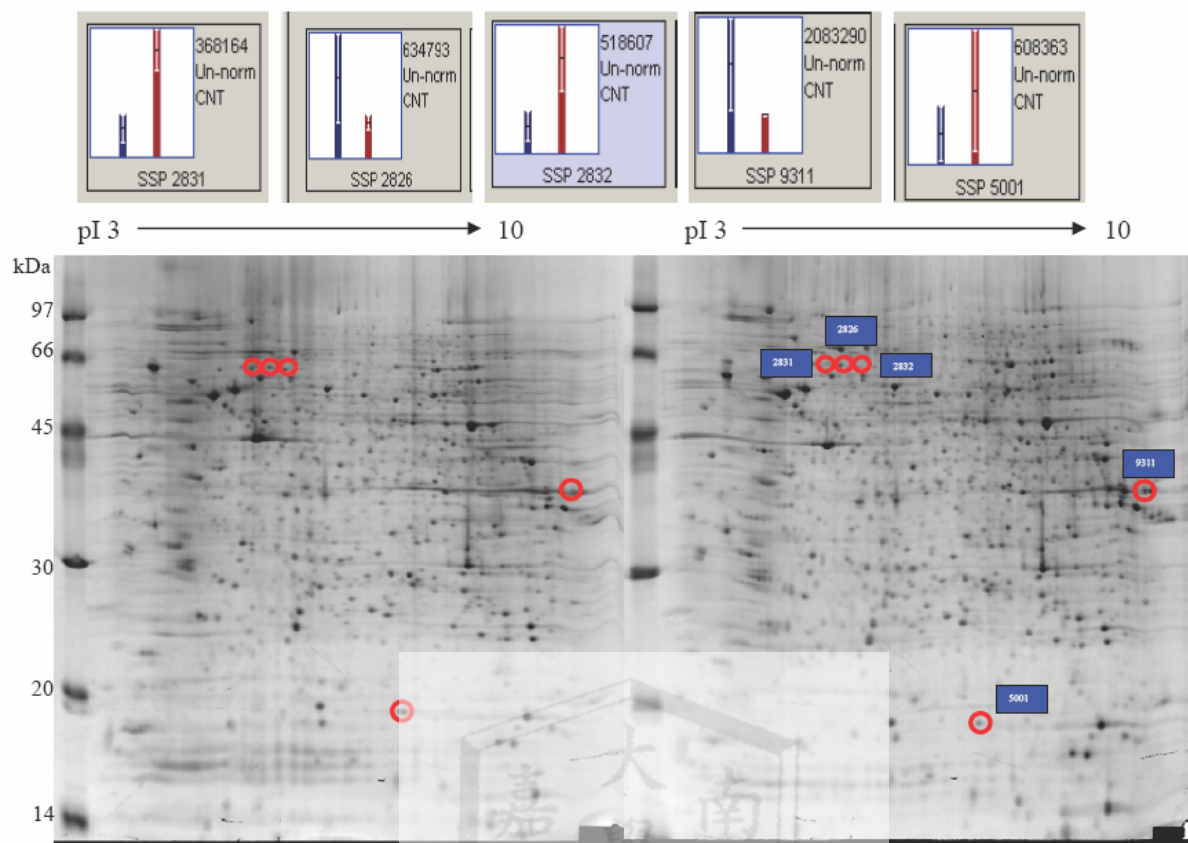 368164
Un-norm
CNT
SSP 2831
634793
Un-norm
CNT
SSP 2826
518607
Un-norm
CNT
SSP 2832
2083290
Un-norm
CNT
SSP 9311
608363
Un-norm
CNT
SSP 5001
pI 3 10
pI 3 10
kDa
97
66
45
30
20
14
2826
2831
2832
9311
5001
大
嘉
南